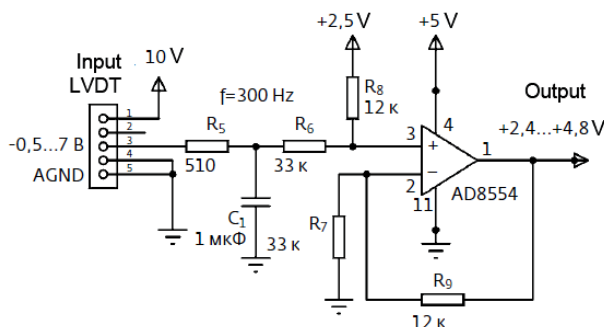 +2,5V
+5 V
Input
LVDT
10 V
f=300 Hz
R8
12 к
Output
1
2
3
4
5
-0,5...7 В
AGND
R5
510
R6
33 к
3
+
4
1
+2,4...+4,8V
2
−
11
AD8554
C1
1 мкФ
33 к
R7
R9
12 к